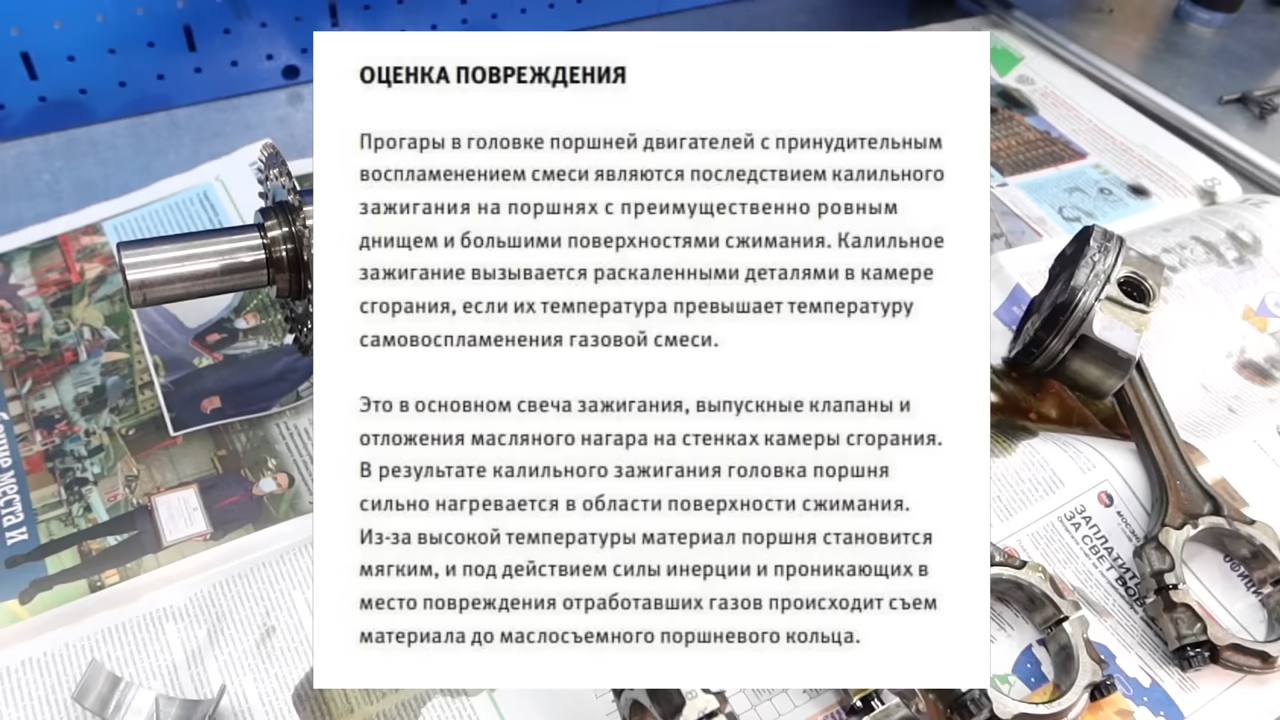 ОЦЕНКА ПОВРЕЖДЕНИЯ
Прогары в головке поршней двигателей с принудительным
воспламенением смеси являются последствием калильного
зажигания на поршнях с преимущественно ровным
днищем и большими поверхностями сжимания. Калильное
зажигание вызывается раскаленными деталями в камере
сгорания, если их температура превышает температуру
самовоспламенения газовой смеси.
Это в основном свеча зажигания, выпускные клапаны и
отложения масляного нагара на стенках камеры сгорания.
В результате калильного зажигания головка поршня
сильно нагревается в области поверхности сжимания.
Из-за высокой температуры материал поршня становится
мягким, и под действием силы инерции и проникающих в
место повреждения отработавших газов происходит съем
материала до маслосъемного поршневого кольца.
места и
ЗАПЛАТИТЬ
ЗА СВЕТ